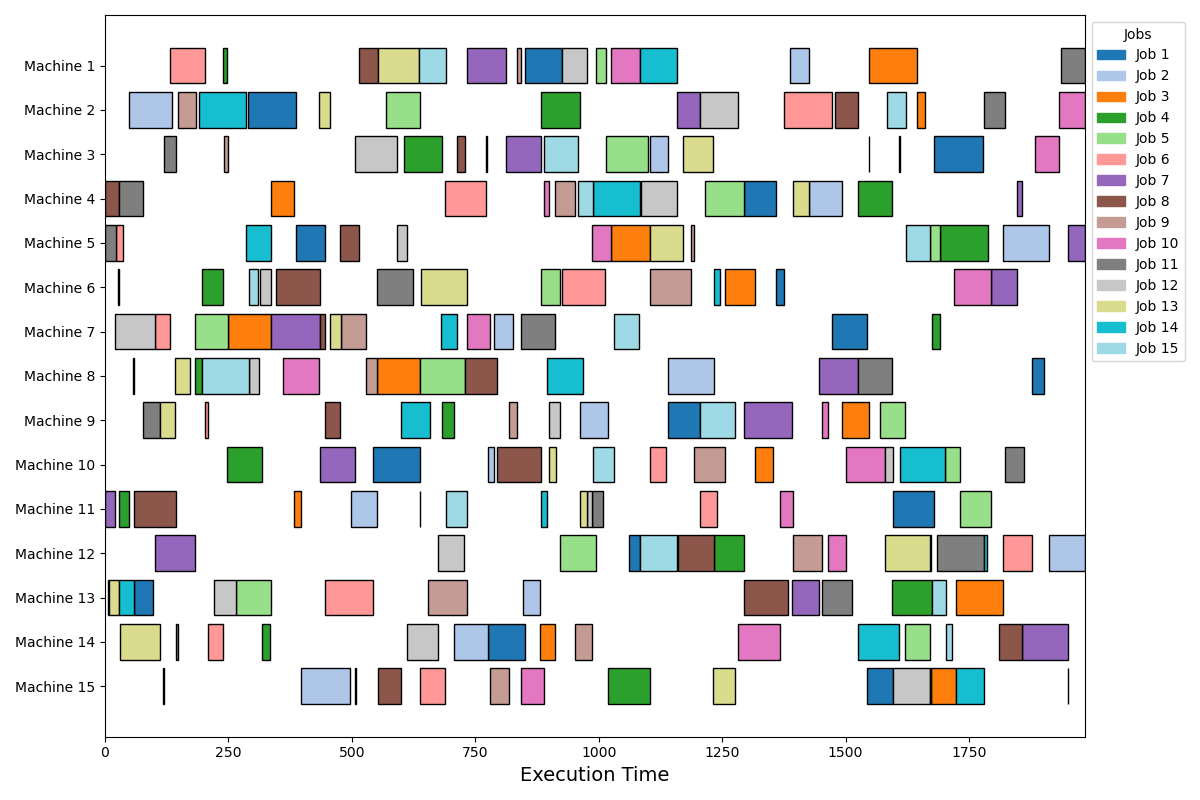 Machine 1
Machine 2
Machine 3
Machine 4
Machine 5
Machine 6
Machine 7
Machine 8
Machine 9
Machine 10
Machine 11
Machine 12
Machine 13
Machine 14
Machine 15
0 250 500 750 1000 1250 1500 1750
Execution Time
Jobs
Job 1
Job 2
Job 3
Job 4
Job 5
Job 6
Job 7
Job 8
Job 9
Job 10
Job 11
Job 12
Job 13
Job 14
Job 15